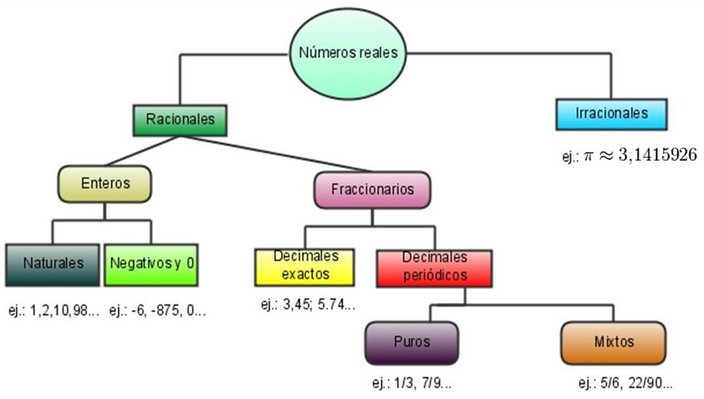 Números reales
Racionales
Irracionales
ej.: π ≈ 3,1415926
Enteros
Fraccionarios
Naturales
Negativos y 0
Decimales
exactos
Decimales
periódicos
ej.: 1,2,10,98...
ej.: -6, -875, 0...
ej.: 3,45; 5.74...
Puros
Mixtos
ej.: 1/3, 7/9...
ej.: 5/6, 22/90...